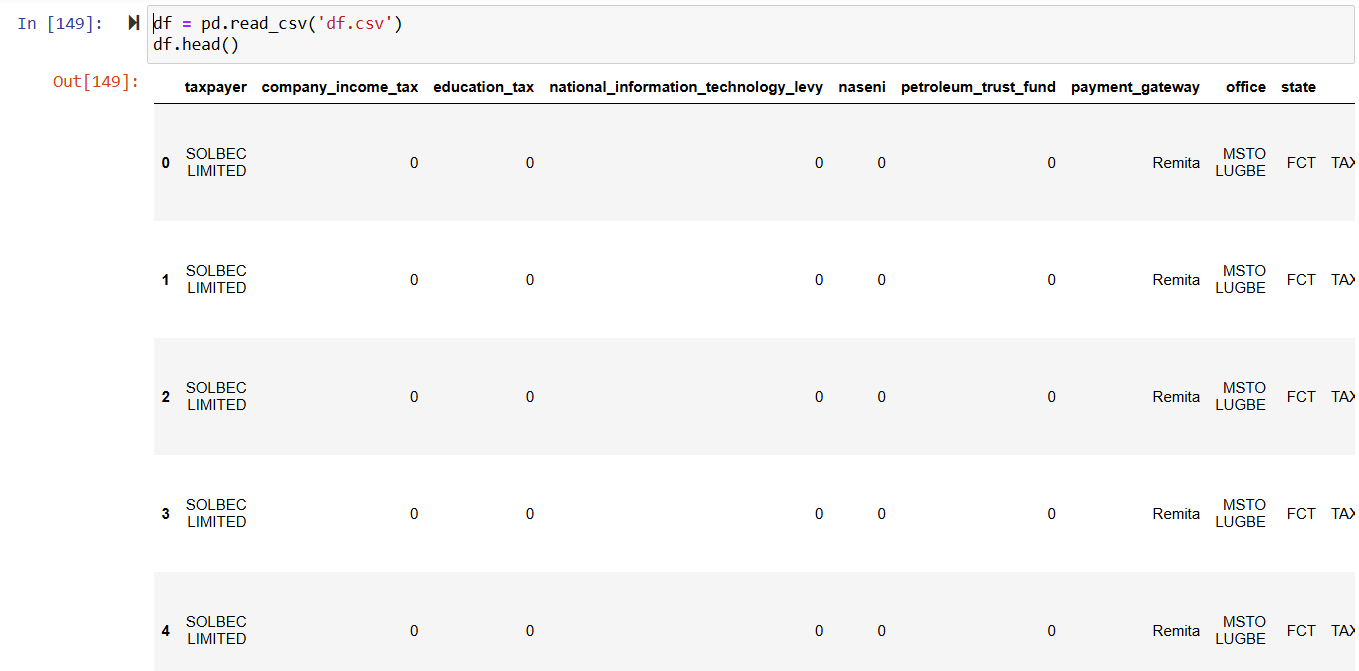 In [149]: df = pd.read_csv('df.csv')
df.head()
Out[149]:
taxpayer company_income_tax education_tax national_information_technology_levy naseni petroleum_trust_fund payment_gateway office state
0 SOLBEC LIMITED 0 0 0 0 0 Remita MSTO LUGBE FCT TAX
1 SOLBEC LIMITED 0 0 0 0 0 Remita MSTO LUGBE FCT TAX
2 SOLBEC LIMITED 0 0 0 0 0 Remita MSTO LUGBE FCT TAX
3 SOLBEC LIMITED 0 0 0 0 0 Remita MSTO LUGBE FCT TAX
4 SOLBEC LIMITED 0 0 0 0 0 Remita MSTO LUGBE FCT TAX